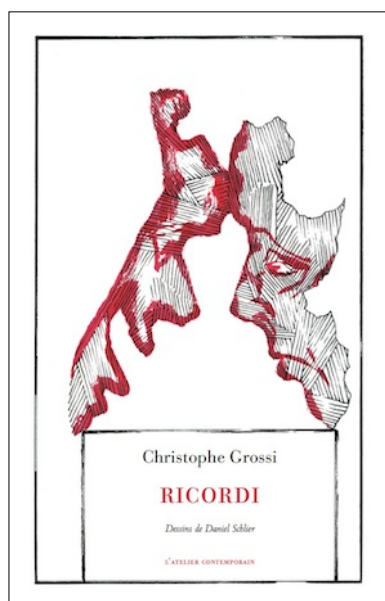 Christophe Grossi
RICORDI
Dessins de Daniel Schlier
L'ATELIER CONTEMPORAIN